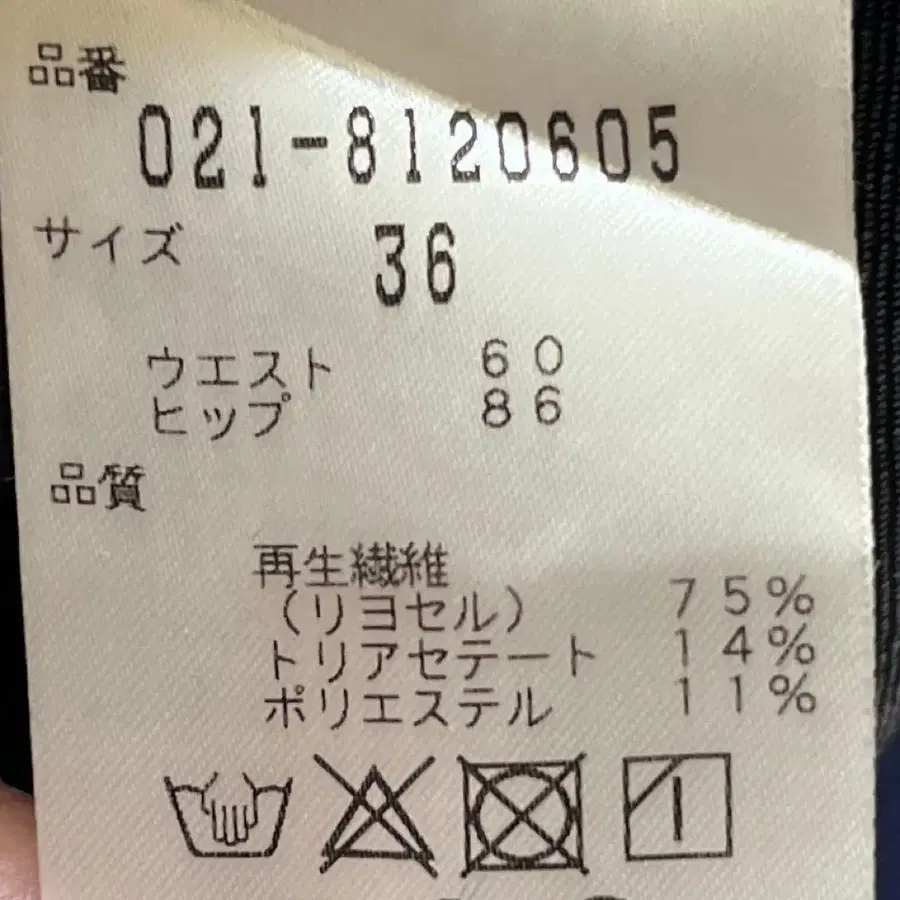 品番
021-8120605
サイズ 36
ウエスト 60
ヒップ 86
品質
再生繊維
(リヨセル) 75%
トリアセテート 14%
ポリエステル 11%